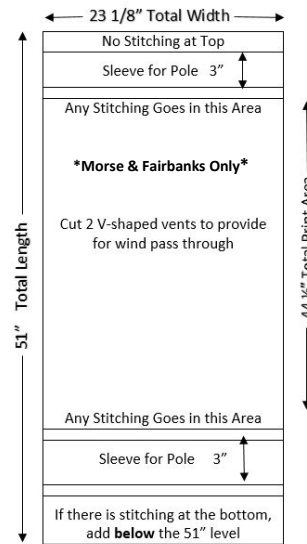 23 1/8” Total Width
No Stitching at Top
Sleeve for Pole 3”
Any Stitching Goes in this Area
*Morse & Fairbanks Only*
Cut 2 V-shaped vents to provide
for wind pass through
51” Total Length
44 ½” Total Print Area
Any Stitching Goes in this Area
Sleeve for Pole 3”
If there is stitching at the bottom,
add below the 51” level